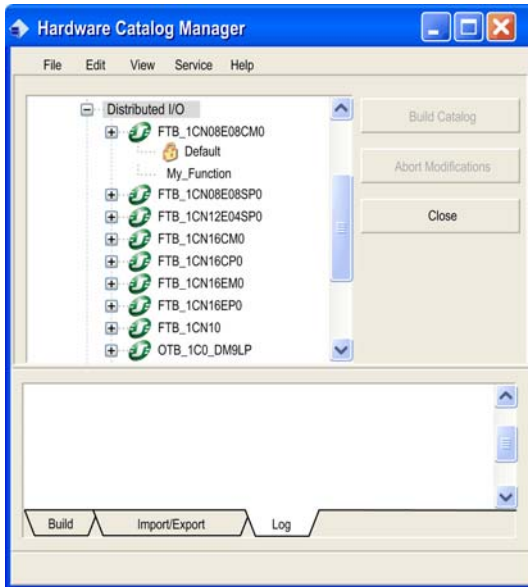 Hardware Catalog Manager
File Edit View Service Help
Distributed I/O
FTB_1CN08E08CM0
Default
My_Function
FTB_1CN08E08SP0
FTB_1CN12E04SP0
FTB_1CN16CM0
FTB_1CN16CP0
FTB_1CN16EM0
FTB_1CN16EP0
FTB_1CN10
OTB_1C0_DM9LP
Build Catalog
Abort Modifications
Close
Build Import/Export Log